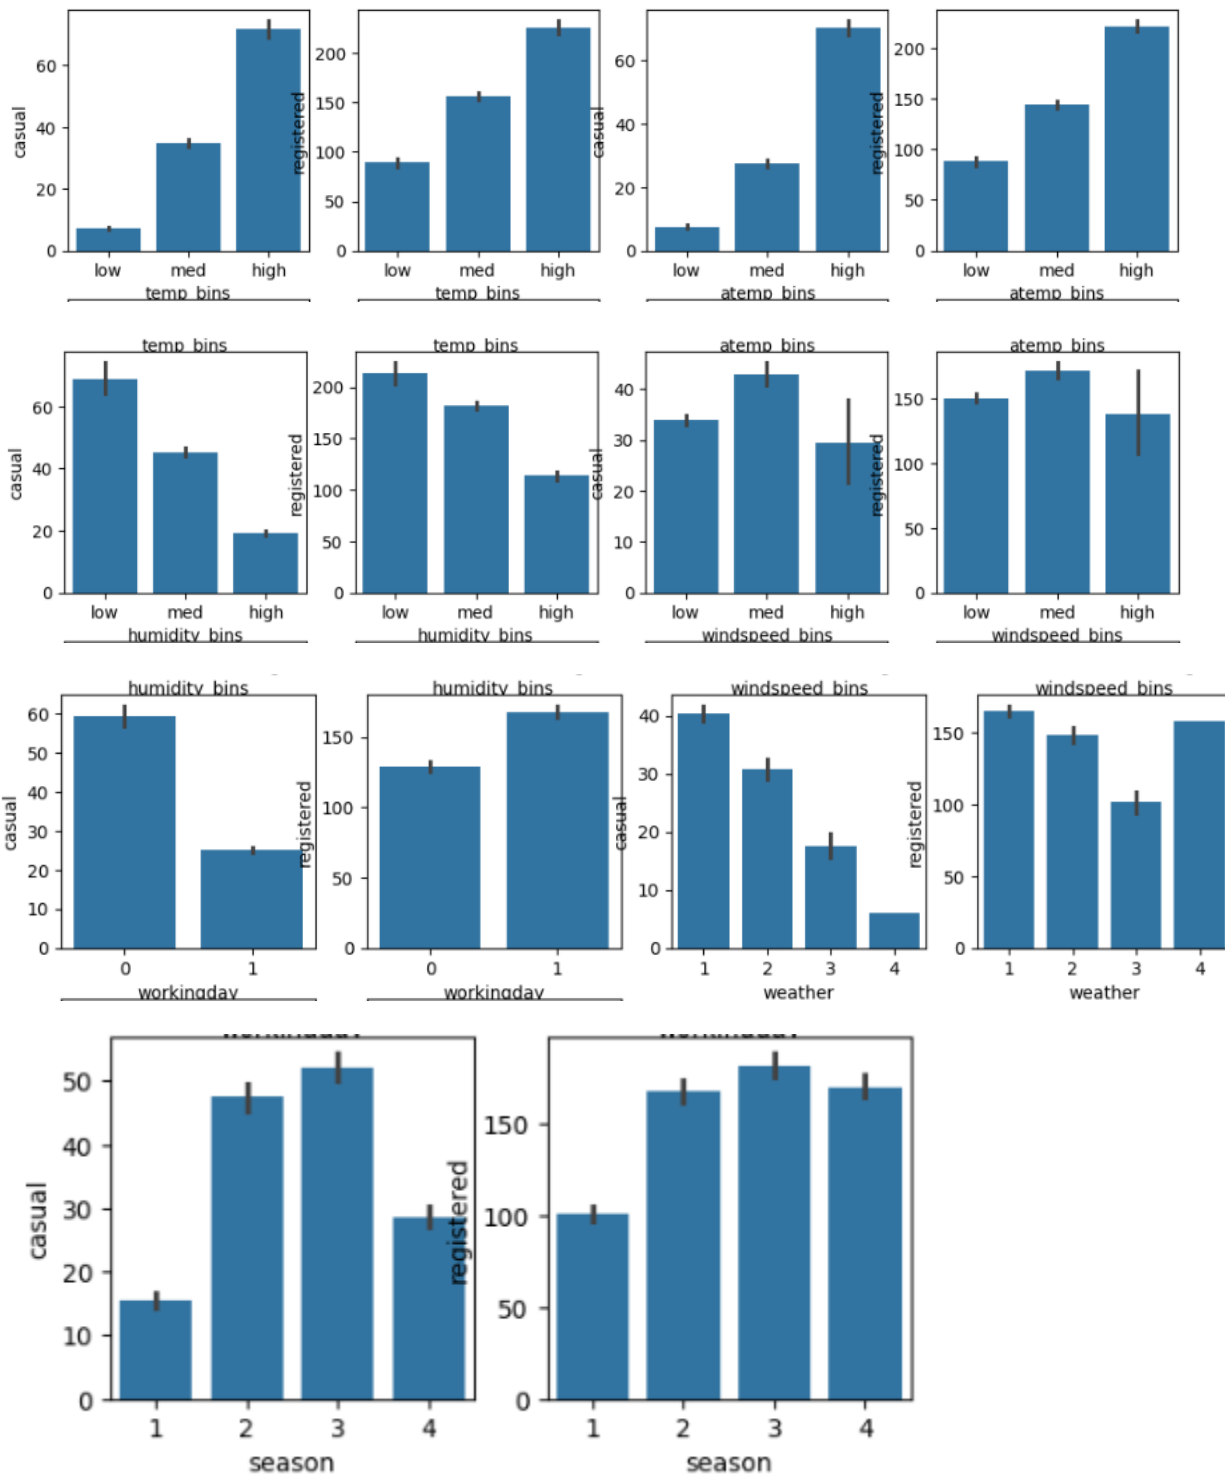 casual
60
40
20
0
low med high
temp_bins
registered
200
150
100
50
0
low med high
temp_bins
casual
60
40
20
0
low med high
atemp_bins
registered
200
150
100
50
0
low med high
atemp_bins
temp_bins
casual
60
40
20
0
low med high
humidity_bins
temp_bins
registered
200
150
100
50
0
low med high
humidity_bins
atemp_bins
casual
40
30
20
10
0
low med high
windspeed_bins
atemp_bins
registered
150
100
50
0
low med high
windspeed_bins
humidity_bins
casual
60
50
40
30
20
10
0
0 1
workingday
humidity_bins
registered
150
100
50
0
0 1
workingday
windspeed_bins
casual
40
30
20
10
0
1 2 3 4
weather
windspeed_bins
registered
150
100
50
0
1 2 3 4
weather
workingday
casual
50
40
30
20
10
0
1 2 3 4
season
workingday
registered
150
100
50
0
1 2 3 4
season